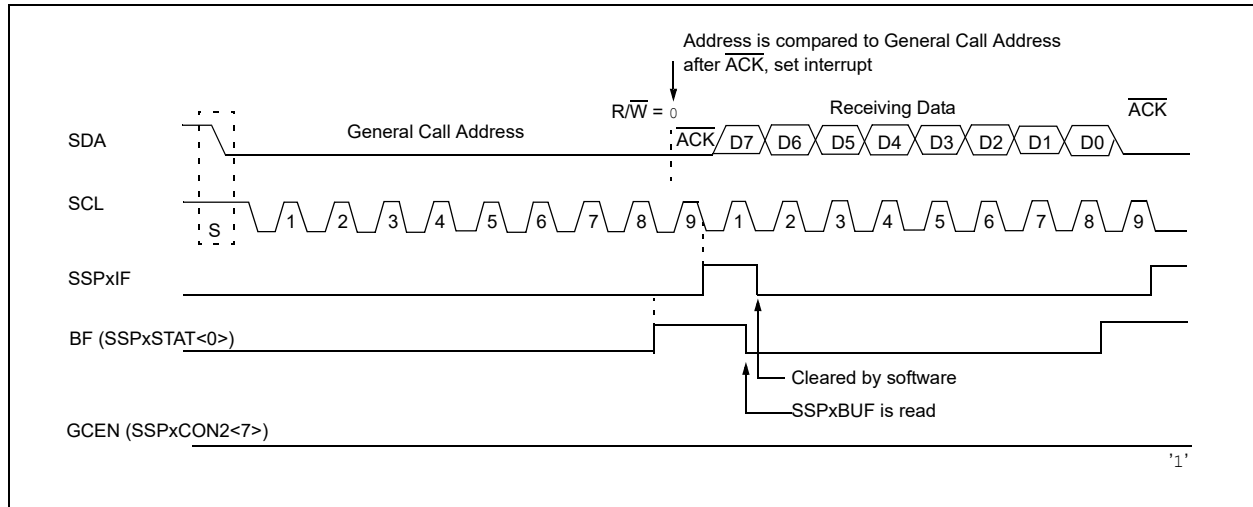 Address is compared to General Call Address
after ACK, set interrupt
R/W = 0
General Call Address
Receiving Data
ACK
SDA
ACK D7 D6 D5 D4 D3 D2 D1 D0
SCL
S
1 2 3 4 5 6 7 8 9 1 2 3 4 5 6 7 8 9
SSPxIF
BF (SSPxSTAT<0>)
Cleared by software
SSPxBUF is read
GCEN (SSPxCON2<7>)
'1'